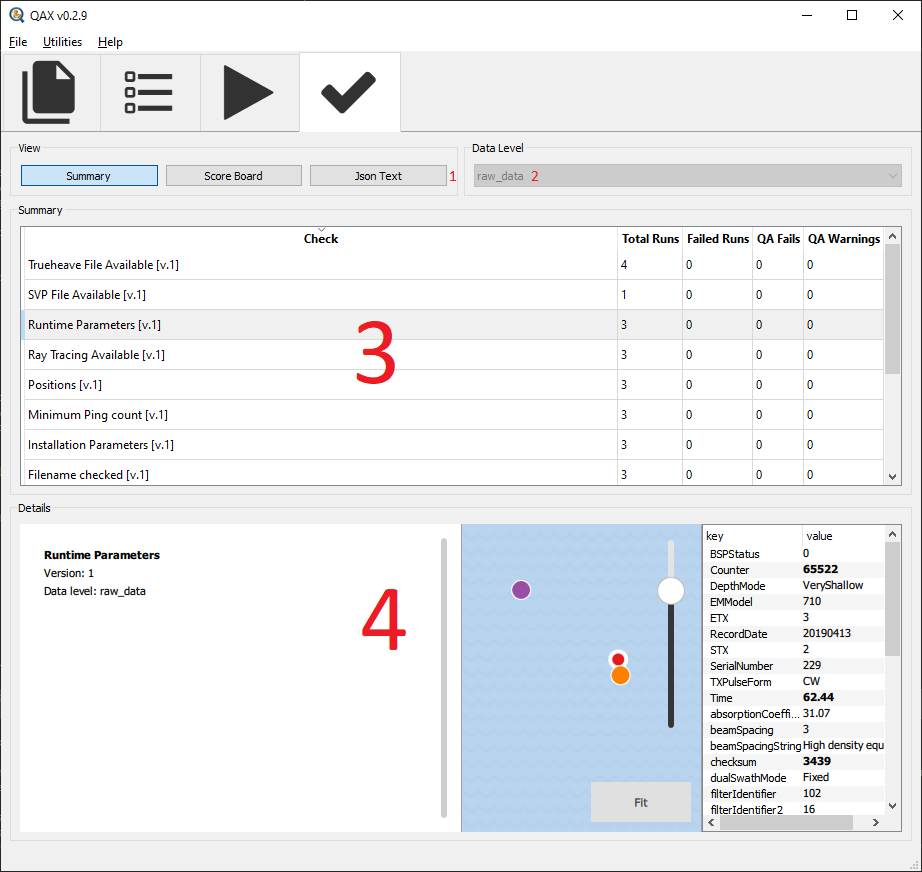 QAX v0.2.9
File Utilities Help
View
Data Level
Summary Score Board Json Text 1
raw_data 2
Summary
Check Total Runs Failed Runs QA Fails QA Warnings
Trueheave File Available [v.1] 4 0 0 0
SVP File Available [v.1] 1 0 0 0
Runtime Parameters [v.1] 3 0 0 0
Ray Tracing Available [v.1] 3 0 0 0
Positions [v.1] 3 0 0 0
Minimum Ping count [v.1] 3 0 0 0
Installation Parameters [v.1] 3 0 0 0
Filename checked [v.1] 3 0 0 0
3
Details
Runtime Parameters
Version: 1
Data level: raw_data
4
Fit
key value
BSPStatus 0
Counter 65522
DepthMode VeryShallow
EMModel 710
ETX 3
RecordDate 20190413
STX 2
SerialNumber 229
TXPulseForm CW
Time 62.44
absorptionCoeffi... 31.07
beamSpacing 3
beamSpacingString High density equ
checksum 3439
dualSwathMode Fixed
filterIdentifier 102
filterIdentifier2 16